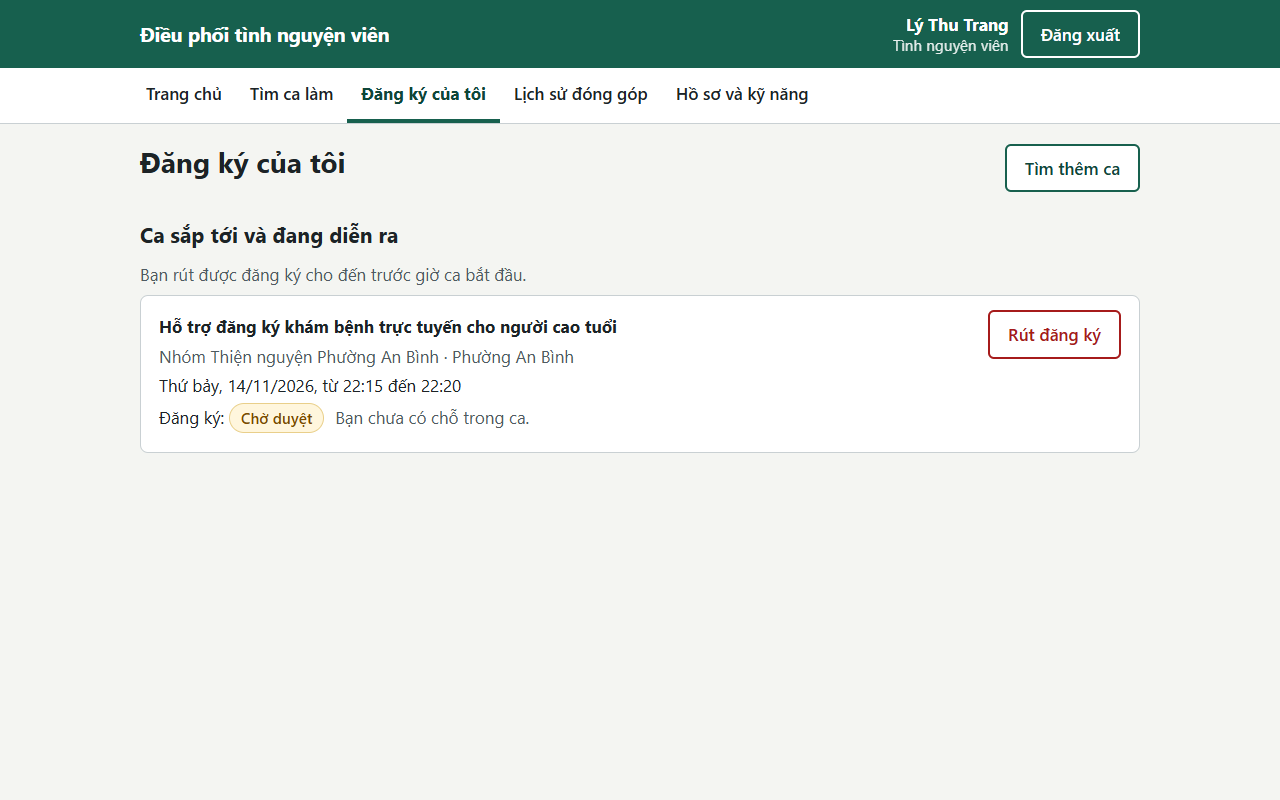 Điều phối tình nguyện viên
Lý Thu Trang
Tình nguyện viên
Đăng xuất
Trang chủ
Tìm ca làm
Đăng ký của tôi
Lịch sử đóng góp
Hồ sơ và kỹ năng
Đăng ký của tôi
Tìm thêm ca
Ca sắp tới và đang diễn ra
Bạn rút được đăng ký cho đến trước giờ ca bắt đầu.
Hỗ trợ đăng ký khám bệnh trực tuyến cho người cao tuổi
Rút đăng ký
Nhóm Thiện nguyện Phường An Bình · Phường An Bình
Thứ bảy, 14/11/2026, từ 22:15 đến 22:20
Đăng ký: Chờ duyệt Bạn chưa có chỗ trong ca.